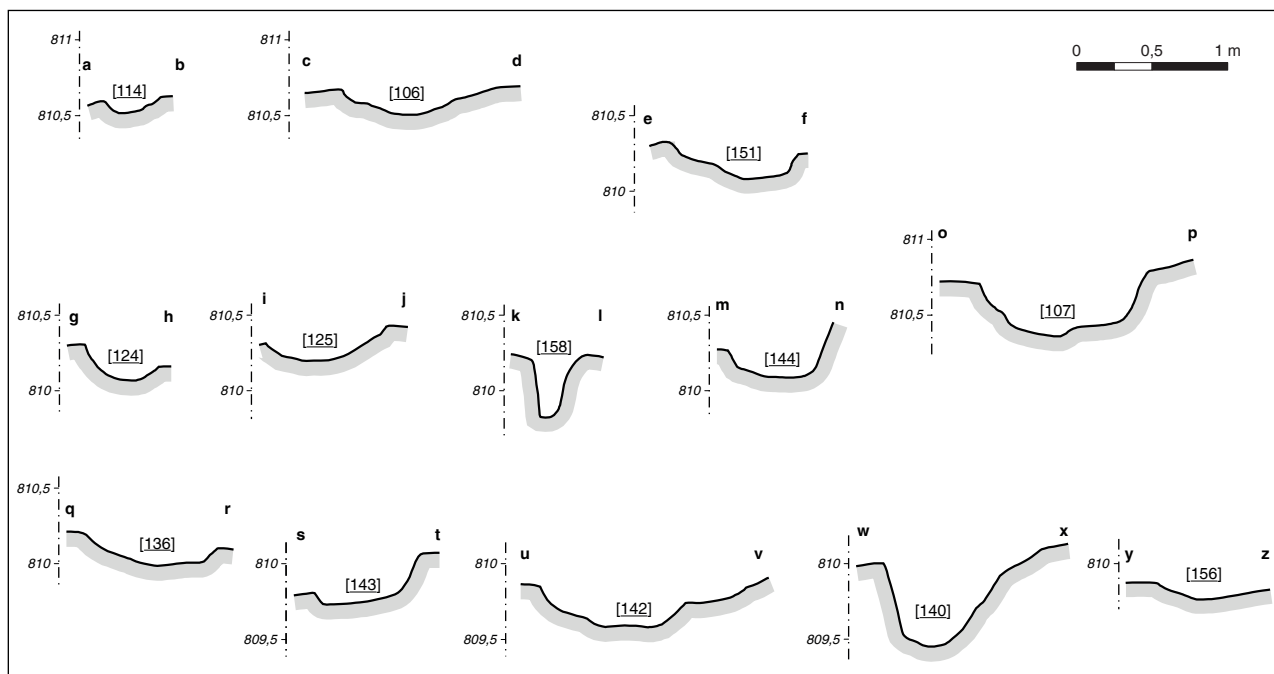 811
a
b
[114]
810,5
811
c
d
[106]
810,5
0
0,5
1 m
810,5
e
f
[151]
810
810,5
g
h
[124]
810
810,5
i
j
[125]
810
810,5
k
l
[158]
810
810,5
m
n
[144]
810
811
o
p
[107]
810,5
810,5
q
r
[136]
810
s
t
810
[143]
809,5
u
v
810
[142]
809,5
w
x
810
[140]
809,5
y
z
810
[156]